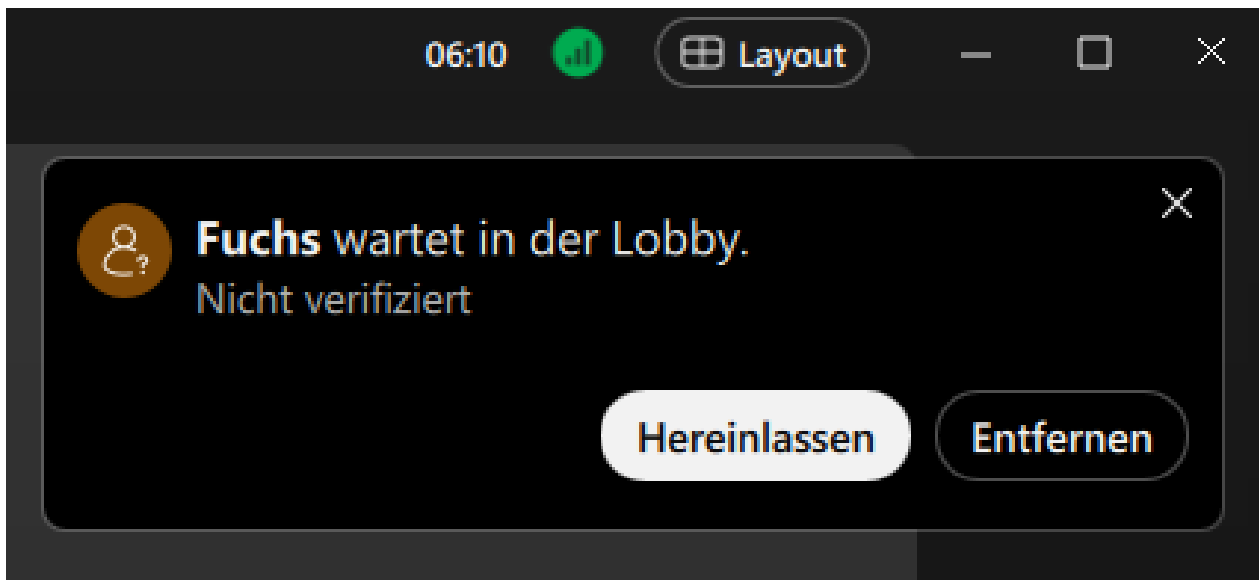 06:10 Layout
Fuchs wartet in der Lobby.
Nicht verifiziert
Hereinlassen Entfernen